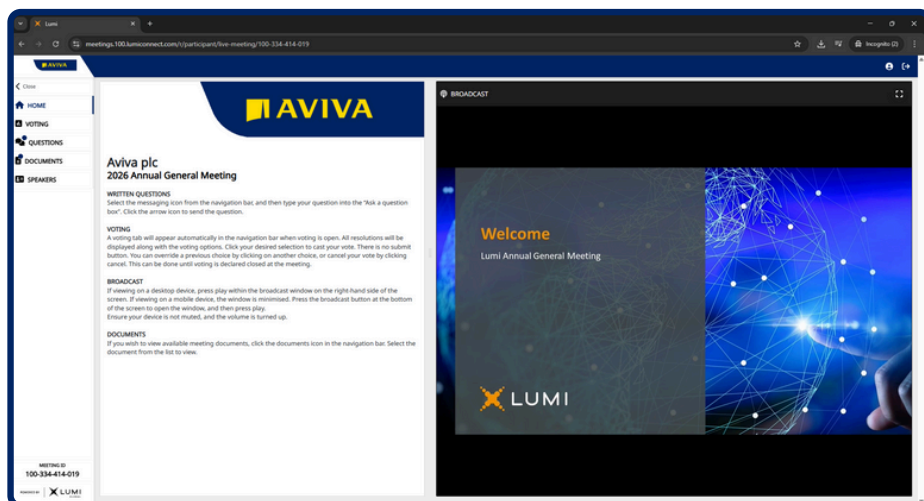 Lumi
meetings.100.lumiconnect.com/r/participant/live-meeting/100-334-414-019
Incognito (2)
AVIVA
Close
HOME
VOTING
QUESTIONS
DOCUMENTS
SPEAKERS
MEETING ID
100-334-414-019
POWERED BY
LUMI
AVIVA
Aviva plc
2026 Annual General Meeting
WRITTEN QUESTIONS
Select the messaging icon from the navigation bar, and then type your question into the "Ask a question
box". Click the arrow icon to send the question.
VOTING
A voting tab will appear automatically in the navigation bar when voting is open. All resolutions will be
displayed along with the voting options. Click your desired selection to cast your vote. There is no submit
button. You can override a previous choice by clicking on another choice, or cancel your vote by clicking
cancel. This can be done until voting is declared closed at the meeting.
BROADCAST
If viewing on a desktop device, press play within the broadcast window on the right-hand side of the
screen. If viewing on a mobile device, the window is minimised. Press the broadcast button at the bottom
of the screen to open the window, and then press play.
Ensure your device is not muted, and the volume is turned up.
DOCUMENTS
If you wish to view available meeting documents, click the documents icon in the navigation bar. Select the
document from the list to view.
BROADCAST
Welcome
Lumi Annual General Meeting
LUMI